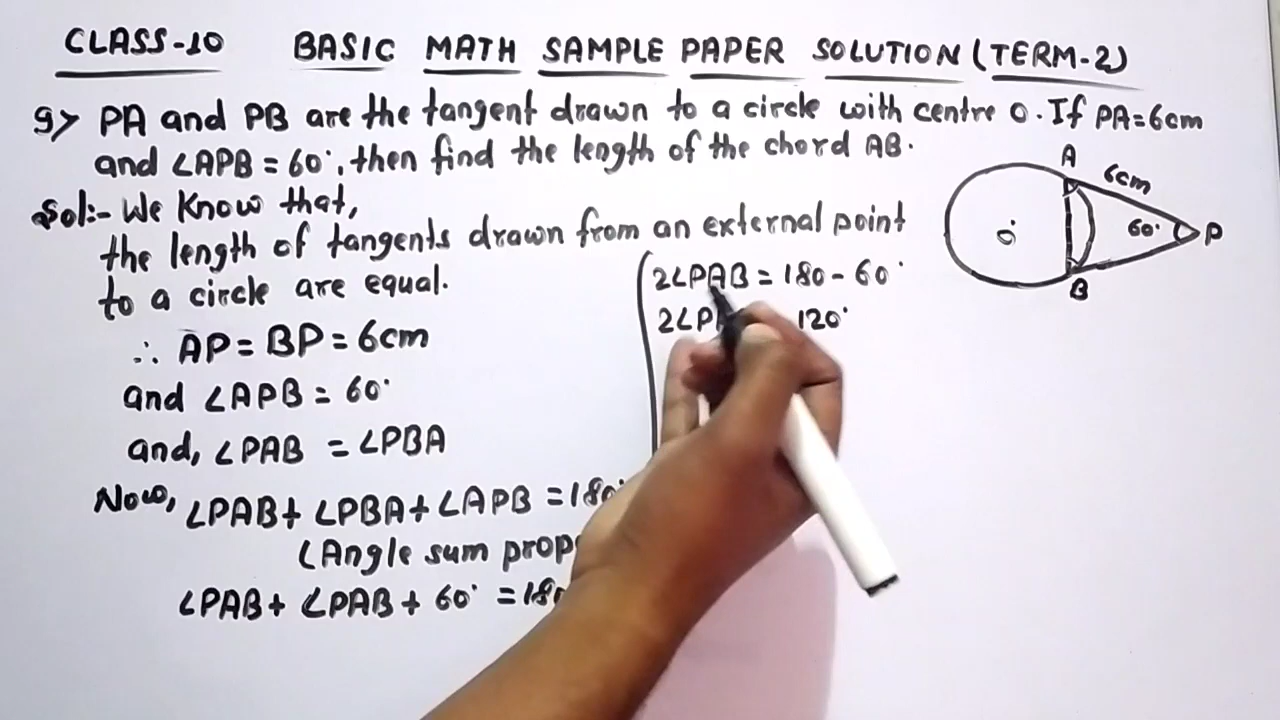 CLASS-10 BASIC MATH SAMPLE PAPER SOLUTION (TERM-2)
9> PA and PB are the tangent drawn to a circle with centre O. If PA=6cm
and ∠APB = 60°, then find the length of the chord AB.
Sol:- We Know that,
the length of tangents drawn from an external point
to a circle are equal.
∴ AP = BP = 6cm
and ∠APB = 60°
and, ∠PAB = ∠PBA
Now, ∠PAB + ∠PBA + ∠APB = 180°
(Angle sum
∠PAB + ∠PAB + 60° =
2∠PAB = 180 - 60°
120°
A
6cm
60°
P
O
B